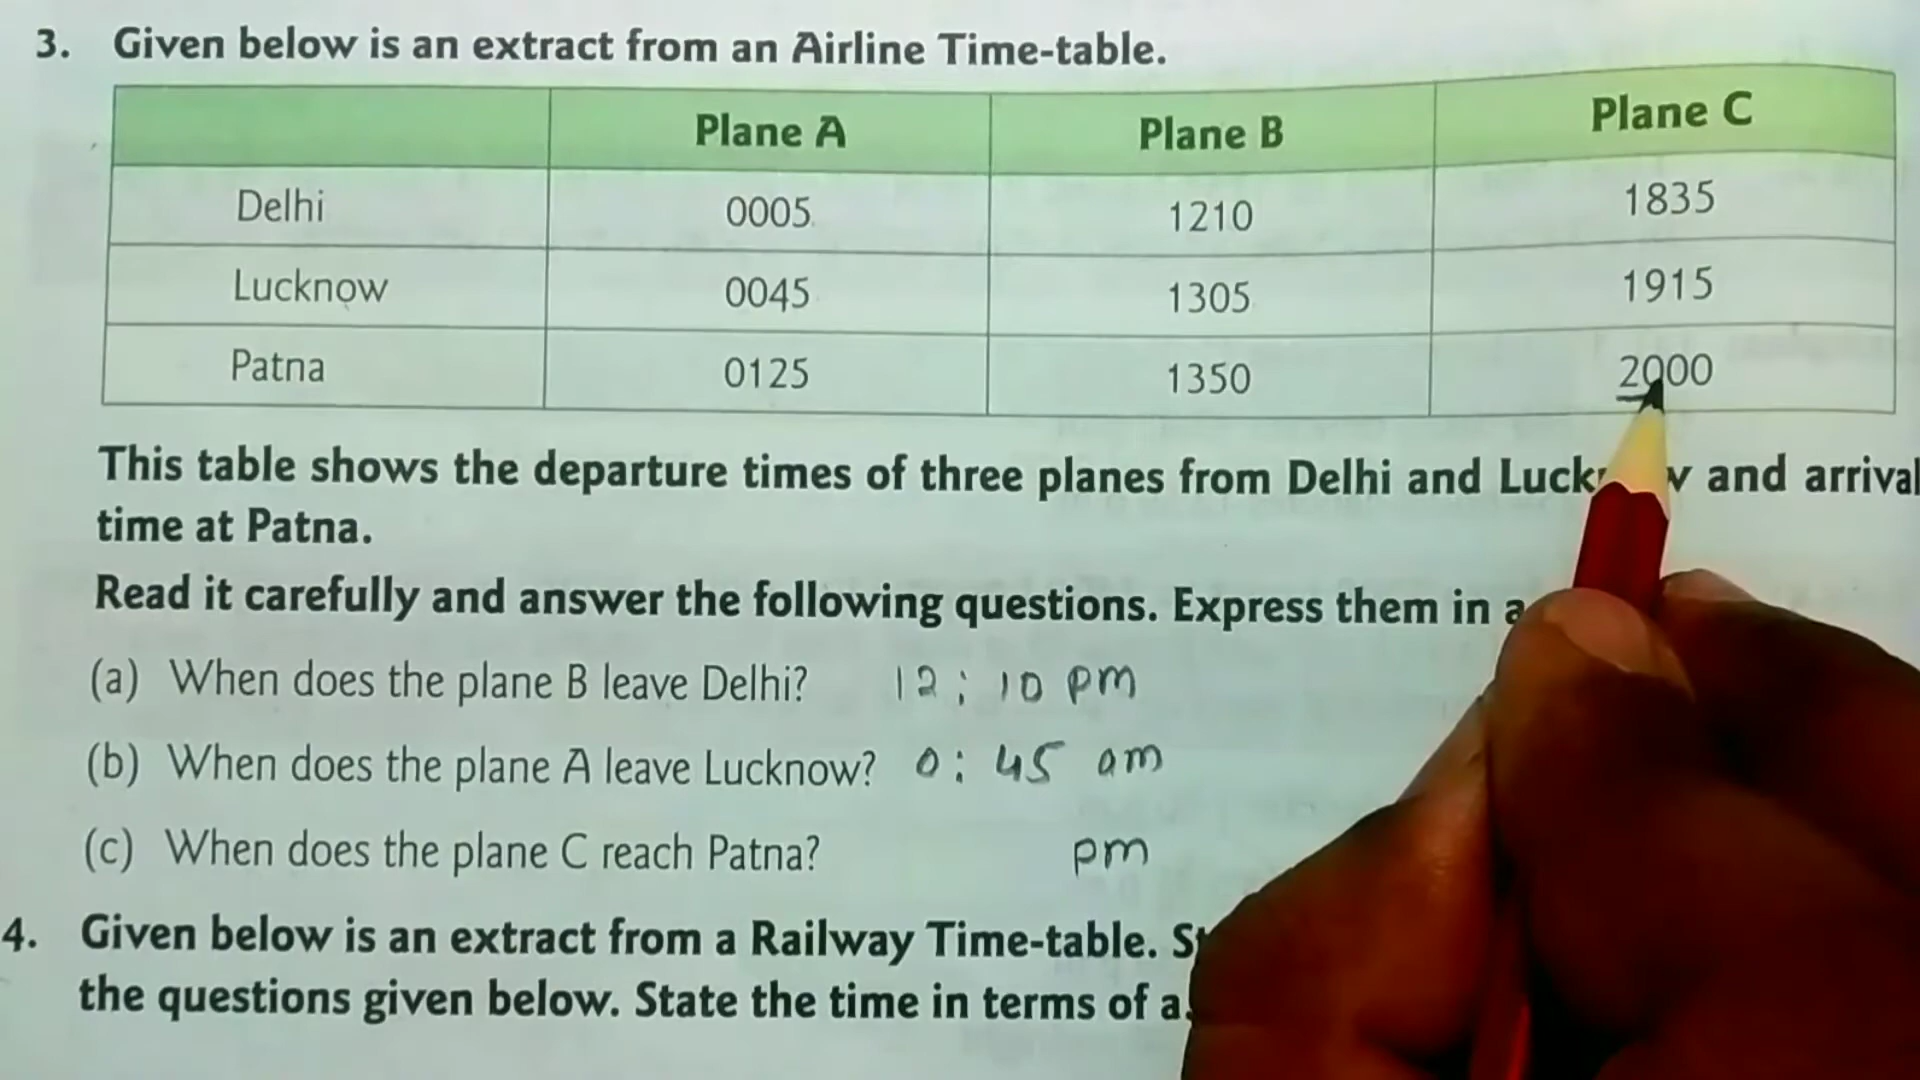 3. Given below is an extract from an Airline Time-table.
Plane A Plane B Plane C
Delhi 0005 1210 1835
Lucknow 0045 1305 1915
Patna 0125 1350 2000
This table shows the departure times of three planes from Delhi and and arrival
time at Patna.
Read it carefully and answer the following questions. Express them in
(a) When does the plane B leave Delhi? 12:10 pm
(b) When does the plane A leave Lucknow? 0:45 am
(c) When does the plane C reach Patna? pm
4. Given below is an extract from a Railway Time-table.
the questions given below. State the time in terms of